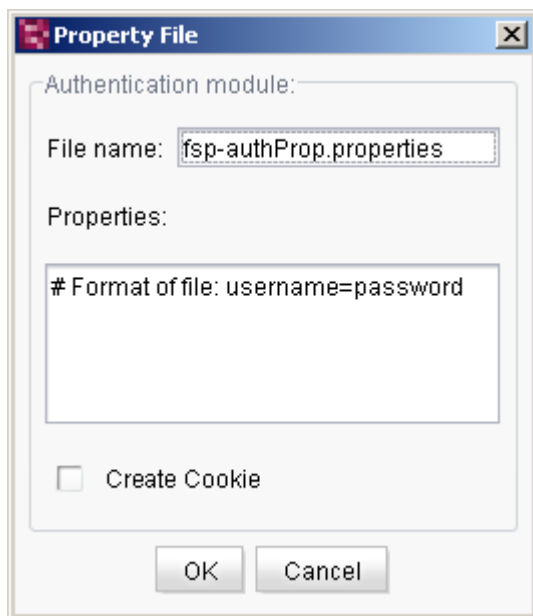 Property File
Authentication module:
File name: fsp-authProp.properties
Properties:
# Format of file: username=password
Create Cookie
OK Cancel